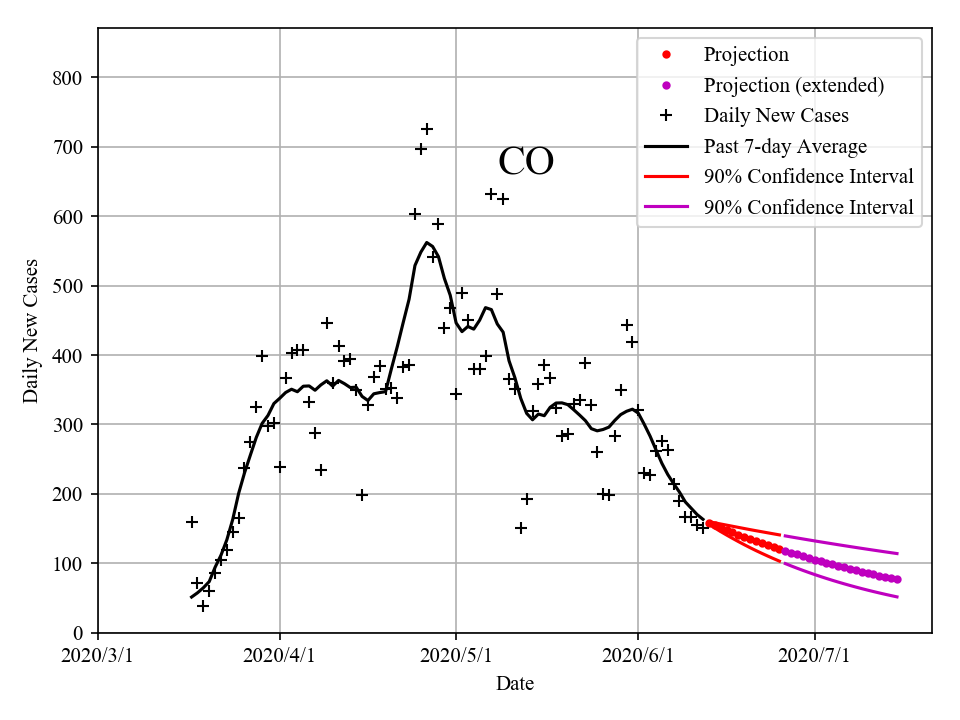 CO
Projection
Projection (extended)
Daily New Cases
Past 7-day Average
90% Confidence Interval
90% Confidence Interval
Daily New Cases
800
700
600
500
400
300
200
100
0
2020/3/1 2020/4/1 2020/5/1 2020/6/1 2020/7/1
Date